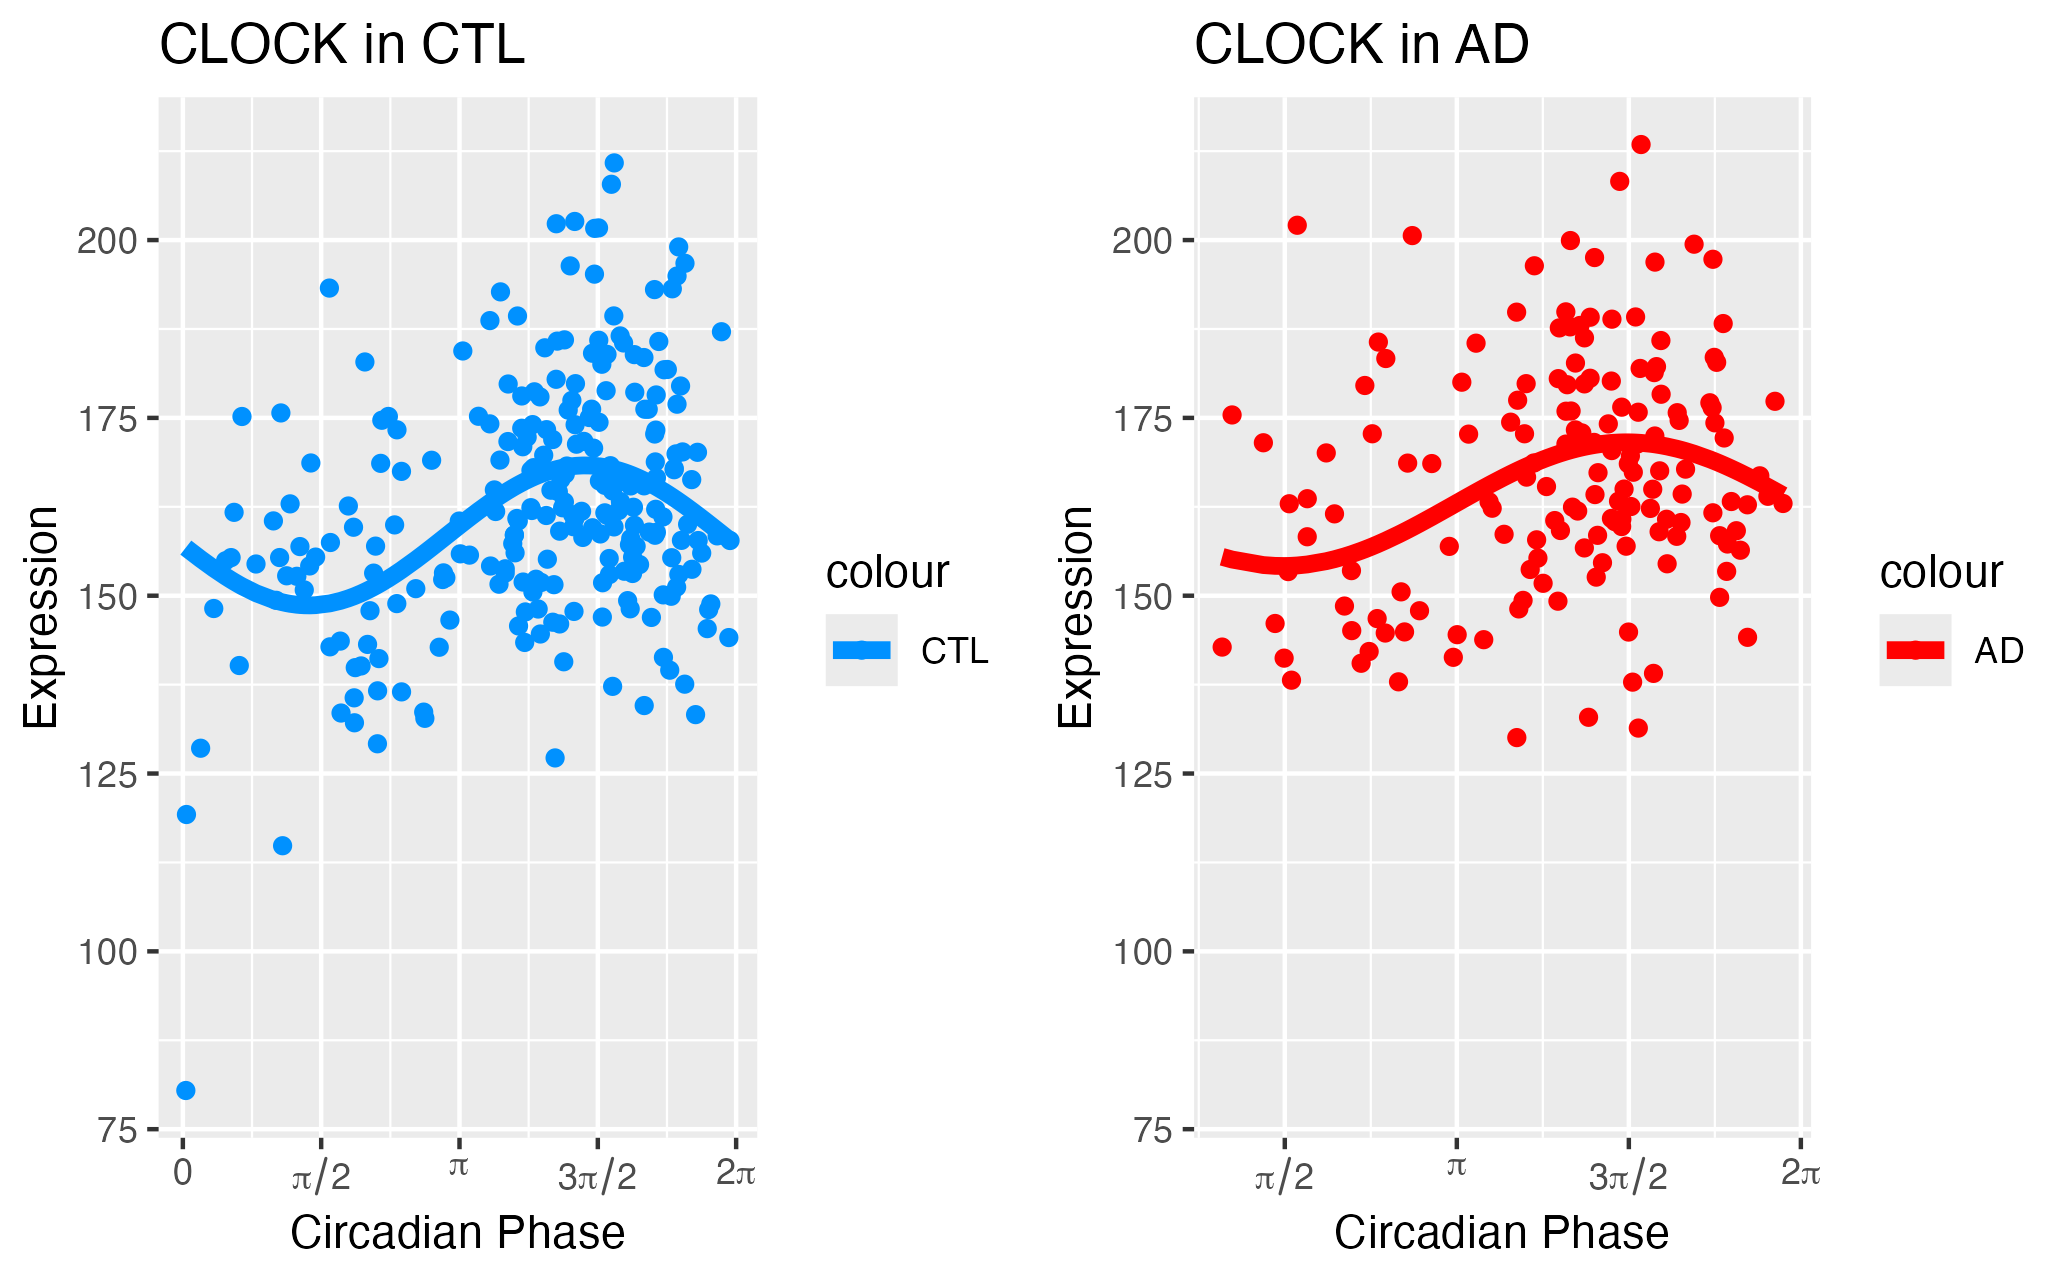 CLOCK in CTL
Expression
200
175
150
125
100
75
0 π/2 π 3π/2 2π
Circadian Phase
colour
CTL
CLOCK in AD
Expression
200
175
150
125
100
75
π/2 π 3π/2 2π
Circadian Phase
colour
AD